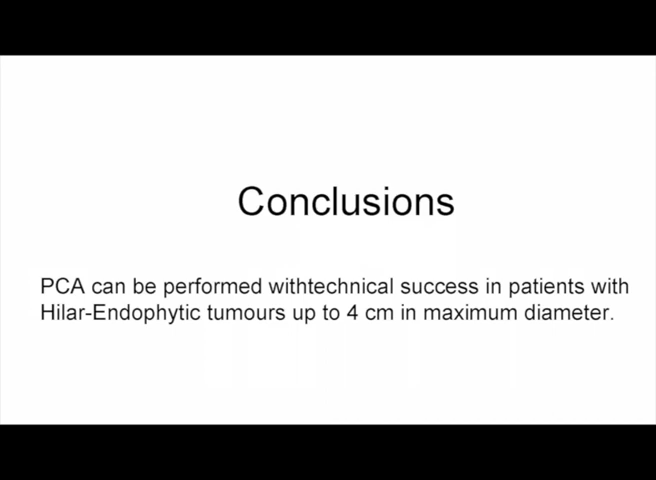 Conclusions
PCA can be performed withtechnical success in patients with
Hilar-Endophytic tumours up to 4 cm in maximum diameter.